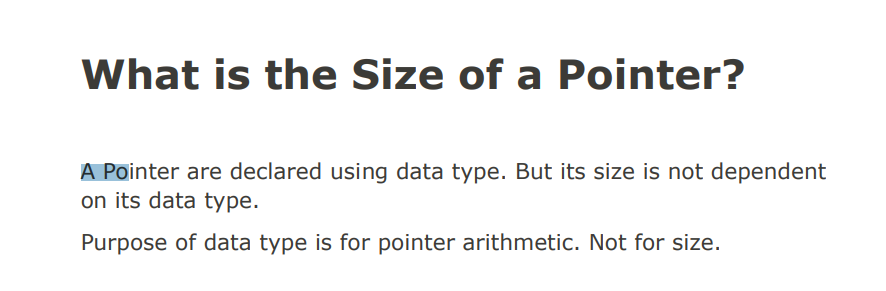 What is the Size of a Pointer?
A Pointer are declared using data type. But its size is not dependent
on its data type.
Purpose of data type is for pointer arithmetic. Not for size.